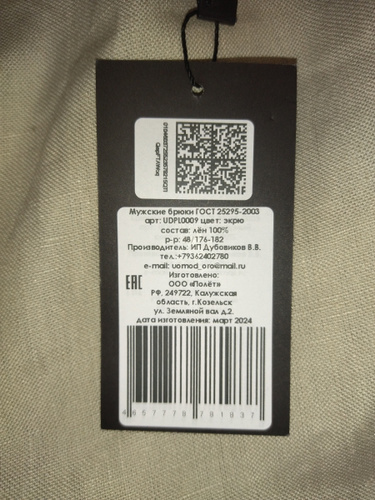 Мужские брюки ГОСТ 25295-2003
арт: UDPL0009 цвет: экрю
состав: лён 100%
р-р: 48/176-182
Производитель: ИП Дубовиков В.В.
тел.:+79362402780
e-mail: uomod_oro@mail.ru
Изготовлено:
ООО «Полёт»
EAC
РФ, 249722, Калужская
область, г.Козельск
ул. Земляной вал д.2.
дата изготовления: март 2024